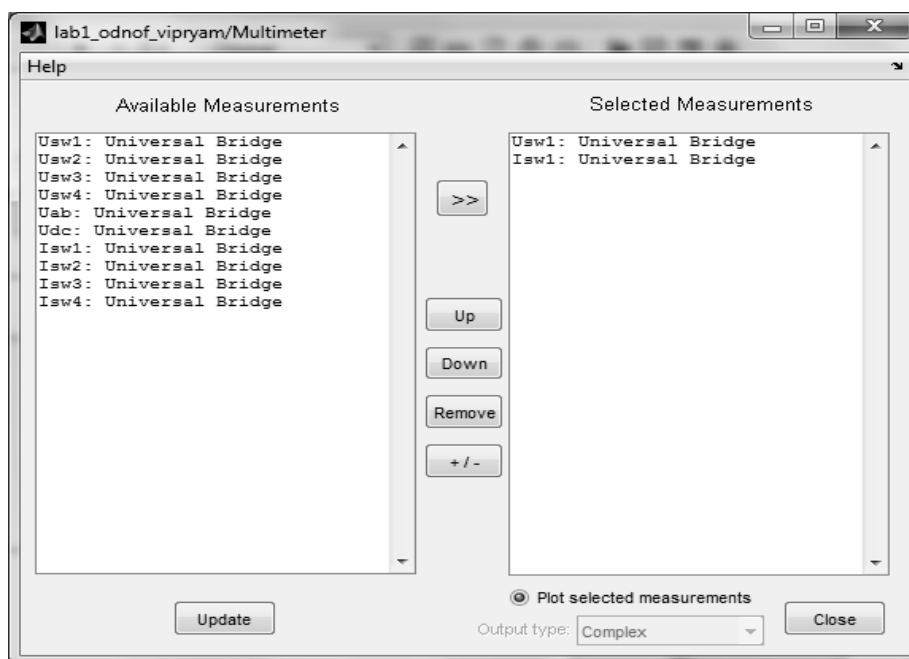 lab1_odnof_vipryam/Multimeter
Help
Available Measurements
Usw1: Universal Bridge
Usw2: Universal Bridge
Usw3: Universal Bridge
Usw4: Universal Bridge
Uab: Universal Bridge
Udc: Universal Bridge
Isw1: Universal Bridge
Isw2: Universal Bridge
Isw3: Universal Bridge
Isw4: Universal Bridge
>>
Up
Down
Remove
+ / -
Selected Measurements
Usw1: Universal Bridge
Isw1: Universal Bridge
Update
Plot selected measurements
Output type: Complex
Close